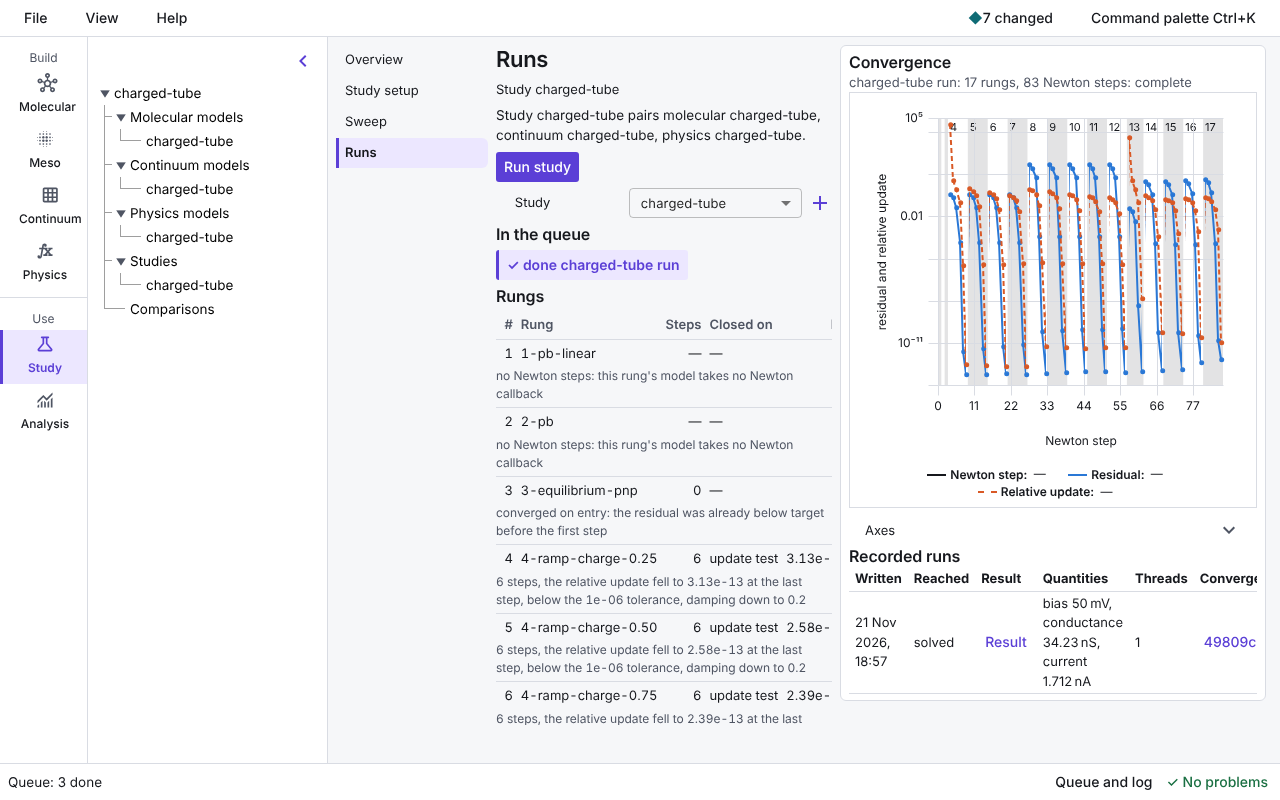 File View Help
7 changed Command palette Ctrl+K
Build
Molecular
Meso
Continuum
Physics
Use
Study
Analysis
charged-tube
Molecular models
charged-tube
Continuum models
charged-tube
Physics models
charged-tube
Studies
charged-tube
Comparisons
Overview
Study setup
Sweep
Runs
Runs
Study charged-tube
Study charged-tube pairs molecular charged-tube,
continuum charged-tube, physics charged-tube.
Run study
Study charged-tube
In the queue
✓ done charged-tube run
Rungs
# Rung Steps Closed on
1 1-pb-linear — —
no Newton steps: this rung's model takes no Newton
callback
2 2-pb — —
no Newton steps: this rung's model takes no Newton
callback
3 3-equilibrium-pnp 0 —
converged on entry: the residual was already below target
before the first step
4 4-ramp-charge-0.25 6 update test 3.13e-
6 steps, the relative update fell to 3.13e-13 at the last
step, below the 1e-06 tolerance, damping down to 0.2
5 4-ramp-charge-0.50 6 update test 2.58e-
6 steps, the relative update fell to 2.58e-13 at the last
step, below the 1e-06 tolerance, damping down to 0.2
6 4-ramp-charge-0.75 6 update test 2.39e-
6 steps, the relative update fell to 2.39e-13 at the last
Convergence
charged-tube run: 17 rungs, 83 Newton steps: complete
10⁵
0.01
10⁻¹¹
residual and relative update
4 5 6 7 8 9 10 11 12 13 14 15 16 17
0 11 22 33 44 55 66 77
Newton step
Newton step: — Residual: —
Relative update: —
Axes
Recorded runs
Written Reached Result Quantities Threads Converge
21 Nov 2026, 18:57 solved Result bias 50 mV, conductance 34.23 nS, current 1.712 nA 1 49809c
Queue: 3 done
Queue and log ✓ No problems